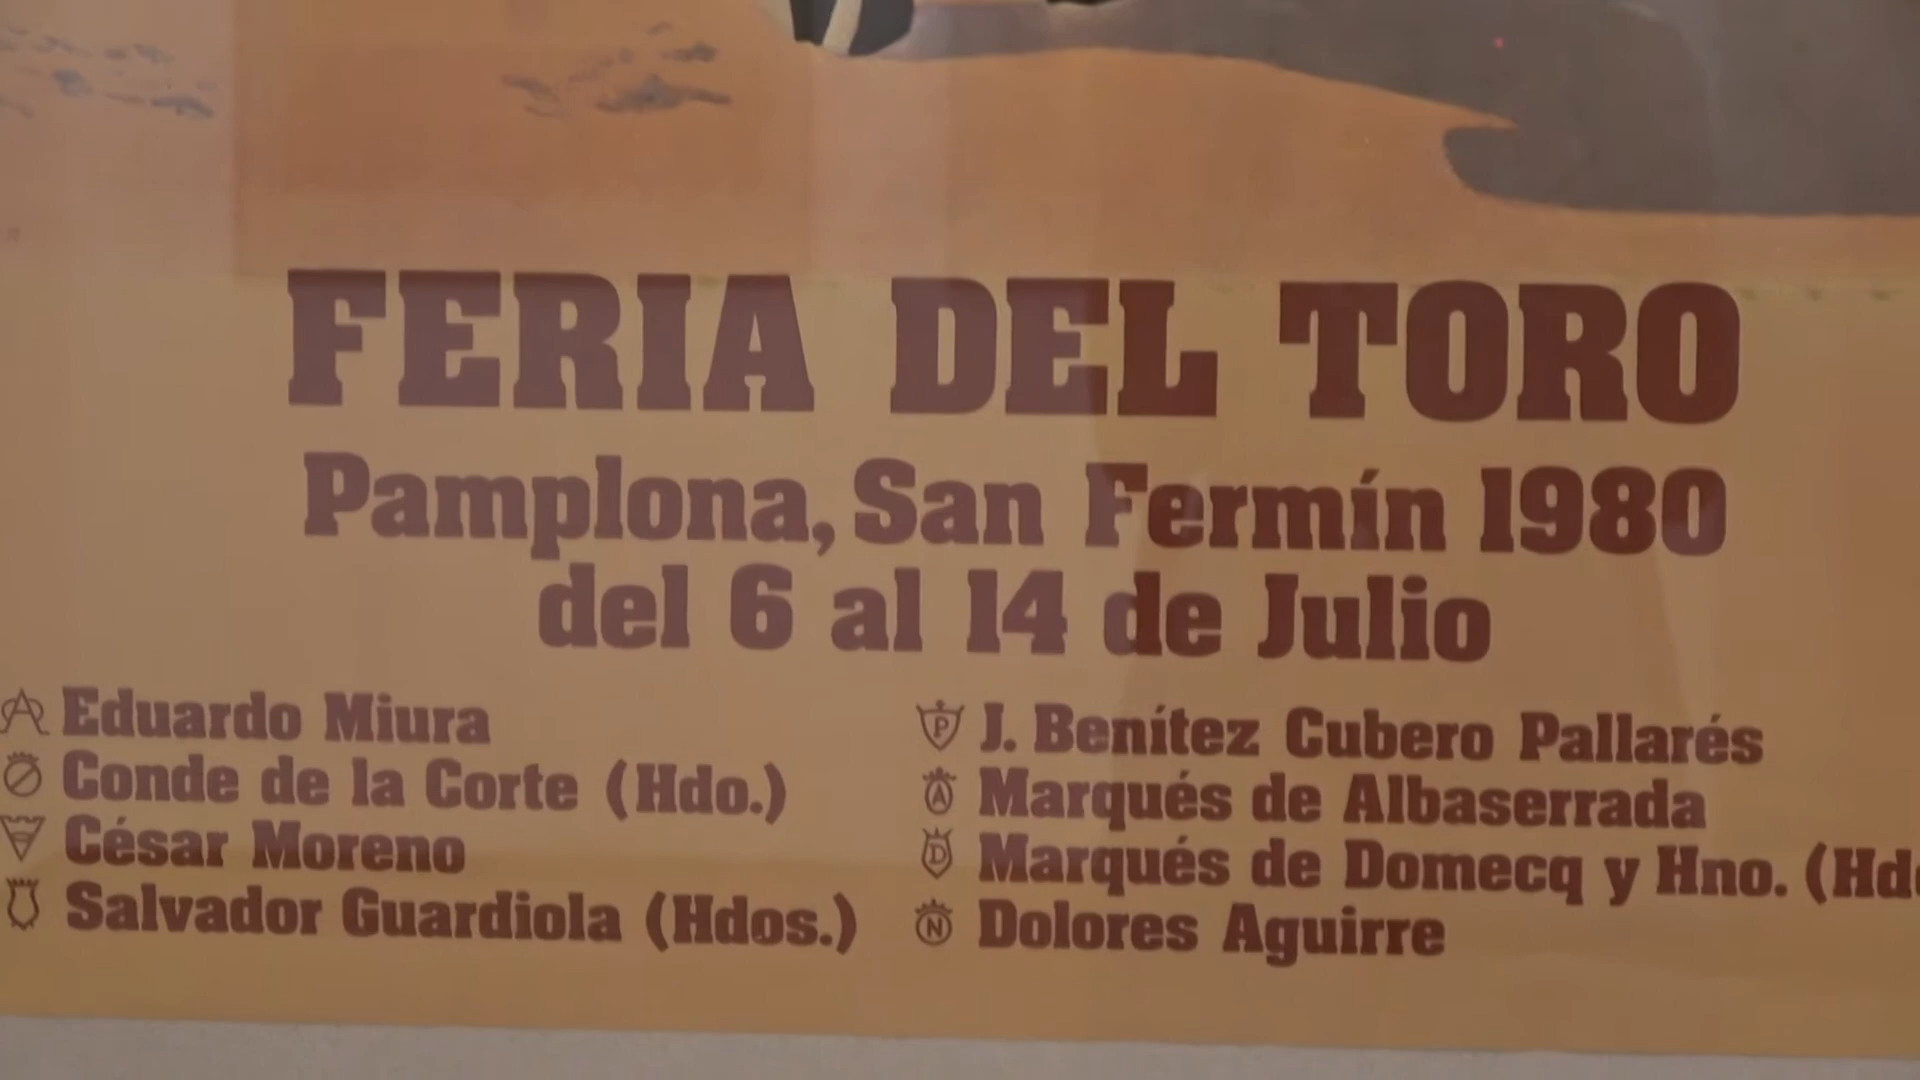 FERIA DEL TORO
Pamplona, San Fermín 1980
del 6 al 14 de Julio
Eduardo Miura
Conde de la Corte (Hdo.)
César Moreno
Salvador Guardiola (Hdos.)
P J. Benítez Cubero Pallarés
A Marqués de Albaserrada
D Marqués de Domecq y Hno.
N Dolores Aguirre